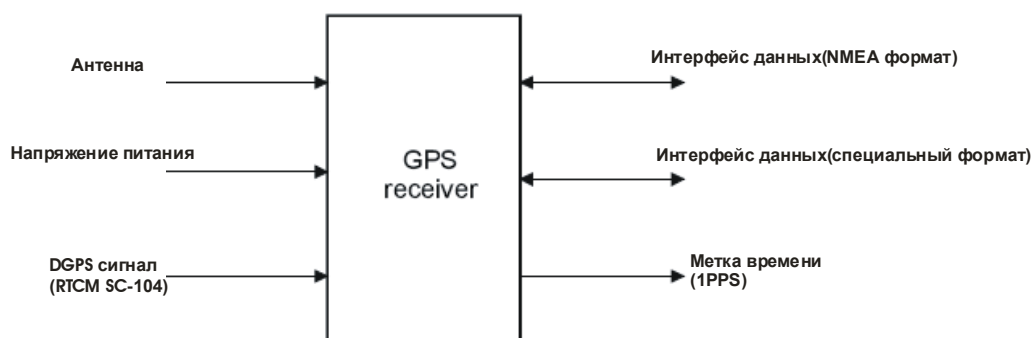 Антенна
Напряжение питания
DGPS сигнал
(RTCM SC-104)
GPS
receiver
Интерфейс данных(NMEA формат)
Интерфейс данных(специальный формат)
Метка времени
(1PPS)